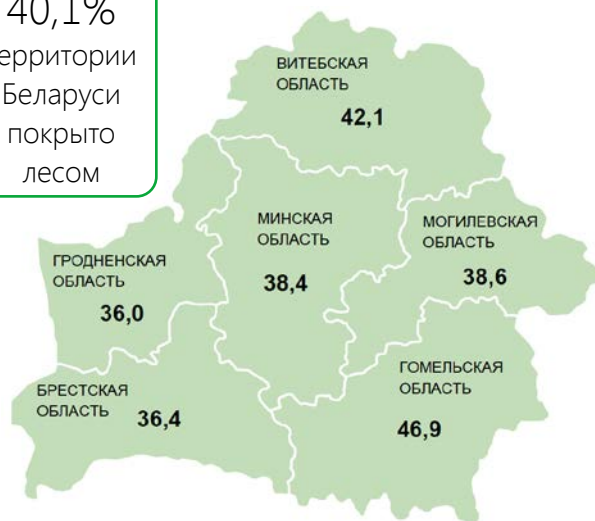 40,1%
ерритории
Беларуси
покрыто
лесом
ВИТЕБСКАЯ
ОБЛАСТЬ
42,1
МИНСКАЯ
ОБЛАСТЬ
38,4
МОГИЛЕВСКАЯ
ОБЛАСТЬ
38,6
ГРОДНЕНСКАЯ
ОБЛАСТЬ
36,0
ГОМЕЛЬСКАЯ
ОБЛАСТЬ
46,9
БРЕСТСКАЯ
ОБЛАСТЬ
36,4